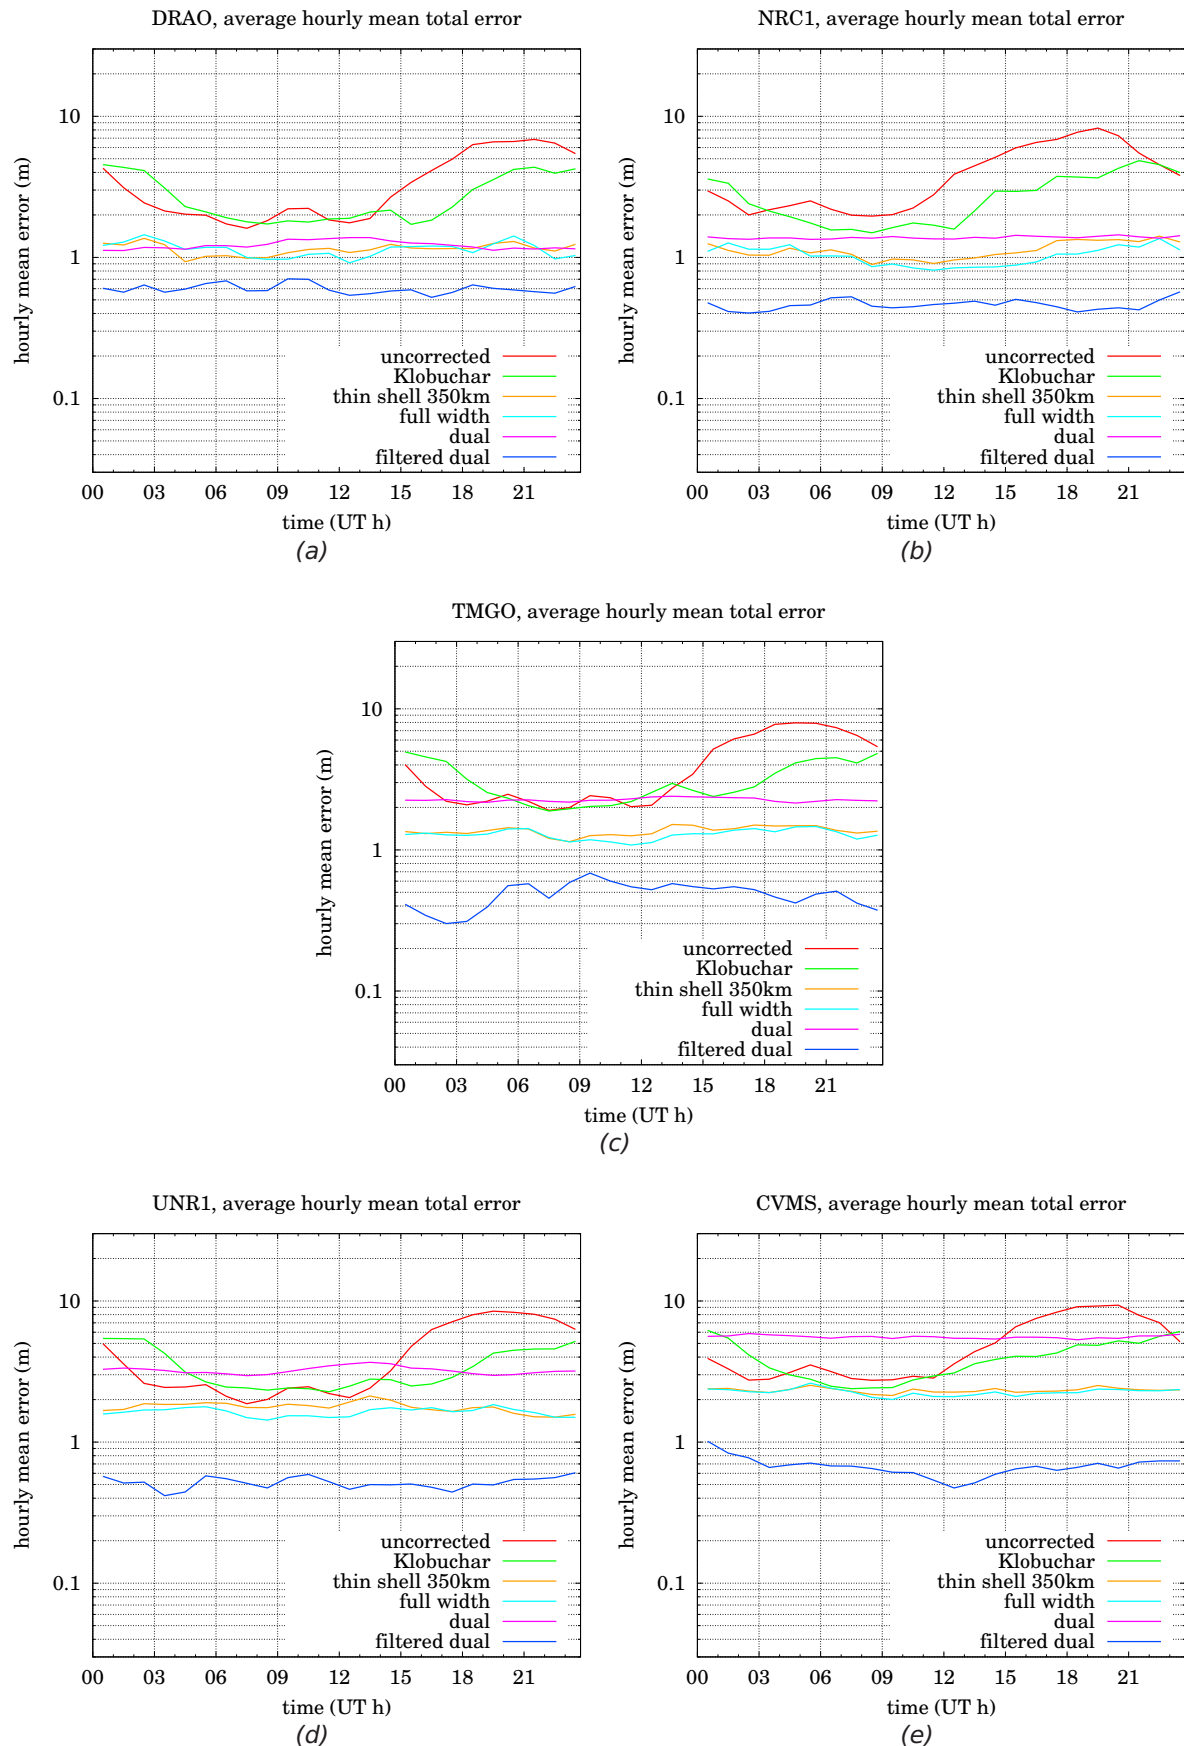 DRAO, average hourly mean total error
hourly mean error (m)
10
1
0.1
uncorrected
Klobuchar
thin shell 350km
full width
dual
filtered dual
00 03 06 09 12 15 18 21
time (UT h)
(a)
NRC1, average hourly mean total error
hourly mean error (m)
10
1
0.1
uncorrected
Klobuchar
thin shell 350km
full width
dual
filtered dual
00 03 06 09 12 15 18 21
time (UT h)
(b)
TMGO, average hourly mean total error
hourly mean error (m)
10
1
0.1
uncorrected
Klobuchar
thin shell 350km
full width
dual
filtered dual
00 03 06 09 12 15 18 21
time (UT h)
(c)
UNR1, average hourly mean total error
hourly mean error (m)
10
1
0.1
uncorrected
Klobuchar
thin shell 350km
full width
dual
filtered dual
00 03 06 09 12 15 18 21
time (UT h)
(d)
CVMS, average hourly mean total error
hourly mean error (m)
10
1
0.1
uncorrected
Klobuchar
thin shell 350km
full width
dual
filtered dual
00 03 06 09 12 15 18 21
time (UT h)
(e)